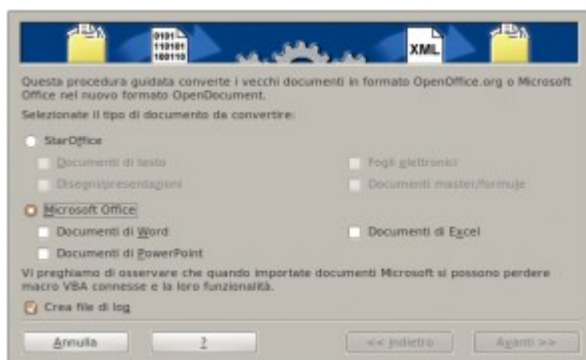 0101
110101
100110
XML
Questa procedura guidata converte i vecchi documenti in formato OpenOffice.org o Microsoft
Office nel nuovo formato OpenDocument.
Selezionate il tipo di documento da convertire:
StarOffice
Documenti di testo
Fogli elettronici
Disegni/presentazioni
Documenti master/formule
Microsoft Office
Documenti di Word
Documenti di Excel
Documenti di PowerPoint
Vi preghiamo di osservare che quando importate documenti Microsoft si possono perdere
macro VBA connesse e la loro funzionalità.
Crea file di log
Annulla
?
<< Indietro
Avanti >>